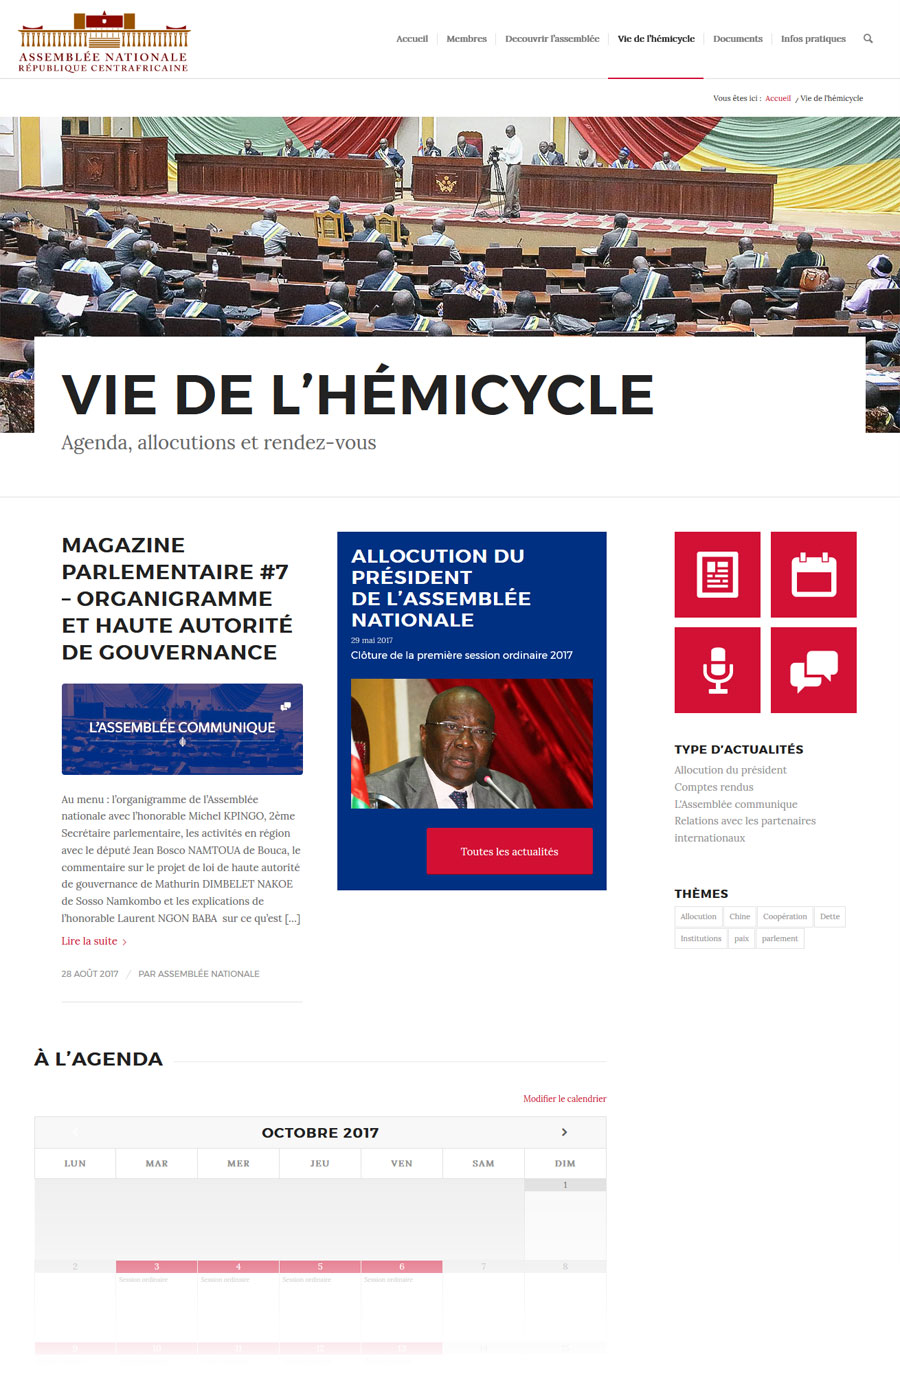 ASSEMBLÉE NATIONALE
RÉPUBLIQUE CENTRAFRICAINE
Accueil
Membres
Decouvrir l'assemblée
Vie de l'hémicycle
Documents
Infos pratiques
Vous êtes ici : Accueil / Vie de l'hémicycle
VIE DE L'HÉMICYCLE
Agenda, allocutions et rendez-vous
MAGAZINE
PARLEMENTAIRE #7
– ORGANIGRAMME
ET HAUTE AUTORITÉ
DE GOUVERNANCE
L'ASSEMBLÉE COMMUNIQUE
Au menu : l'organigramme de l'Assemblée
nationale avec l'honorable Michel KPINGO, 2ème
Secrétaire parlementaire, les activités en région
avec le député Jean Bosco NAMTOUA de Bouca, le
commentaire sur le projet de loi de haute autorité
de gouvernance de Mathurin DIMBELET NAKOE
de Sosso Namkombo et les explications de
l'honorable Laurent NGON BABA sur ce qu'est [...]
Lire la suite
28 AOÛT 2017 / PAR ASSEMBLÉE NATIONALE
ALLOCUTION DU
PRÉSIDENT
DE L'ASSEMBLÉE
NATIONALE
29 mai 2017
Clôture de la première session ordinaire 2017
Toutes les actualités
TYPE D'ACTUALITÉS
Allocution du président
Comptes rendus
L'Assemblée communique
Relations avec les partenaires
internationaux
THÈMES
Allocution Chine Coopération Dette
Institutions paix parlement
À L'AGENDA
Modifier le calendrier
OCTOBRE 2017
LUN MAR MER JEU VEN SAM DIM
1
2 3 4 5 6 7 8
Session ordinaire Session ordinaire Session ordinaire Session ordinaire
9 10 11 12 13 14 15